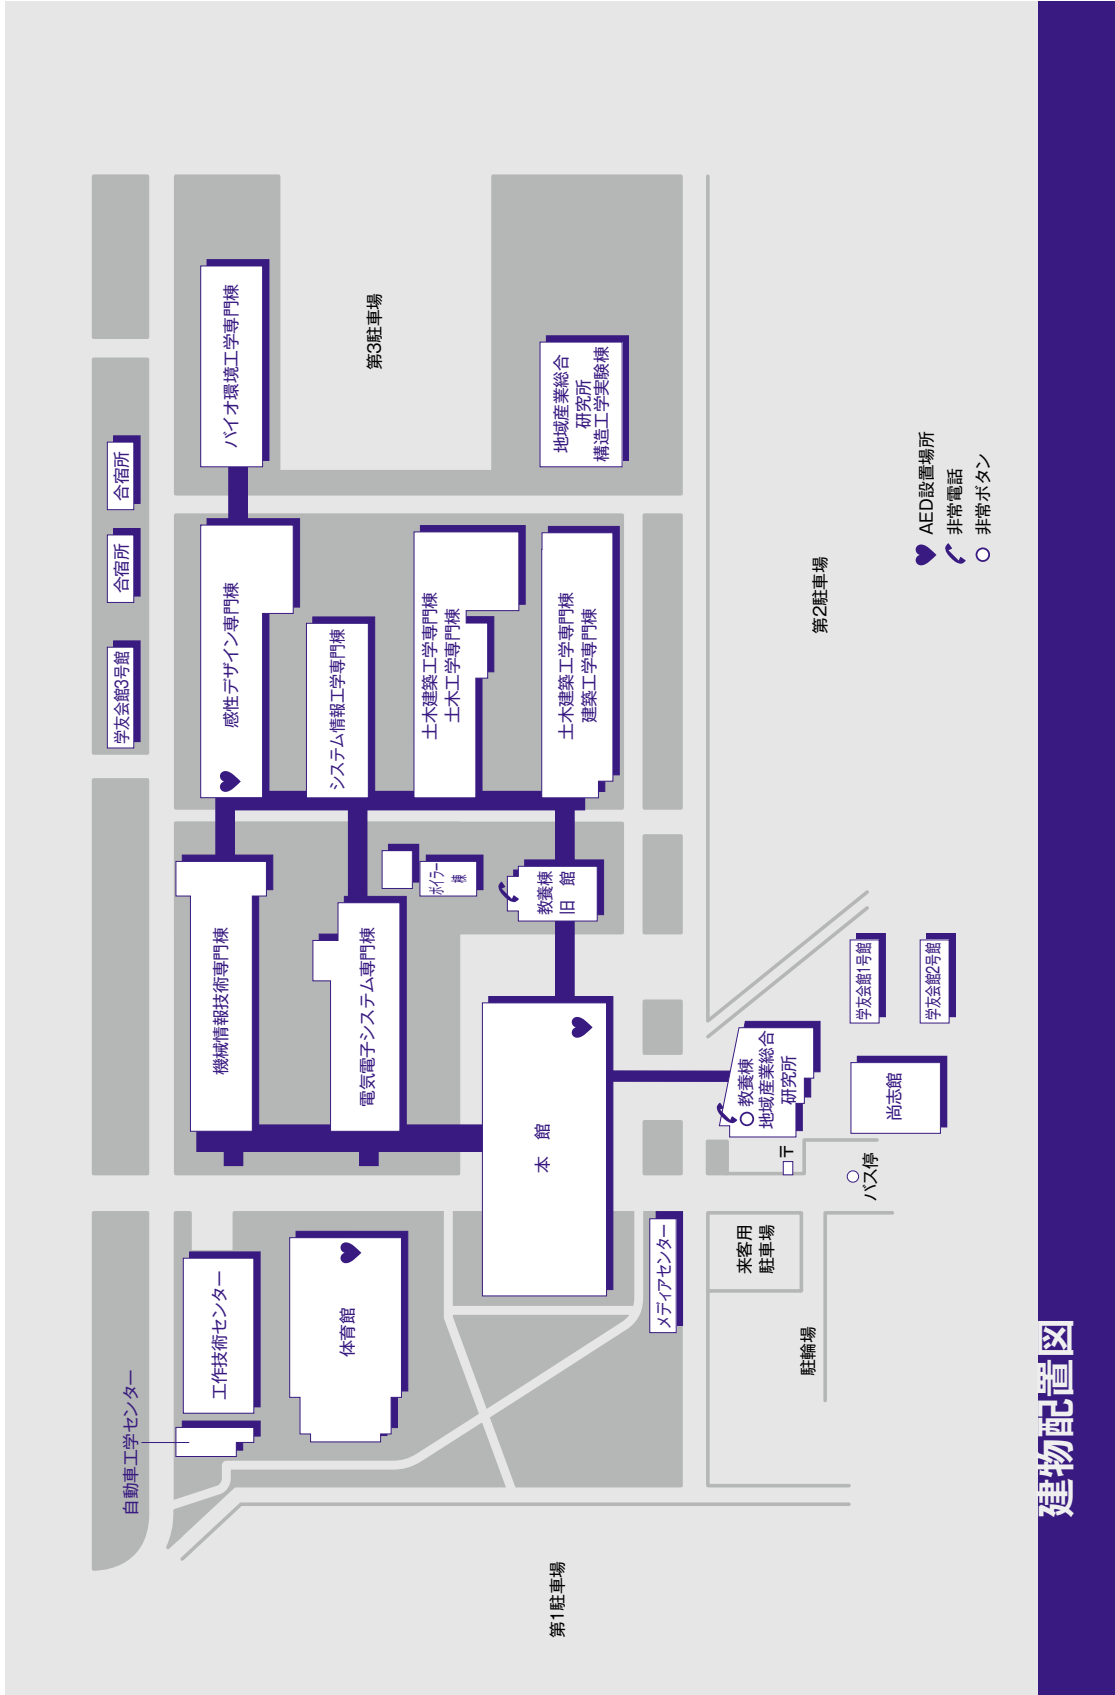 建物配置図
自動車工学センター
工作技術センター
体育館
機械情報技術専門棟
電気電子システム専門棟
ボイラー
棟
教養棟
旧　館
本　館
メディアセンター
学友会館3号館
合宿所
合宿所
感性デザイン専門棟
バイオ環境工学専門棟
システム情報工学専門棟
土木建築工学専門棟
土木工学専門棟
土木建築工学専門棟
建築工学専門棟
地域産業総合
研究所
構造工学実験棟
第3駐車場
第1駐車場
第2駐車場
来客用
駐車場
駐輪場
〒
バス停
教養棟
地域産業総合
研究所
尚志館
学友会館1号館
学友会館2号館
AED設置場所
非常電話
非常ボタン